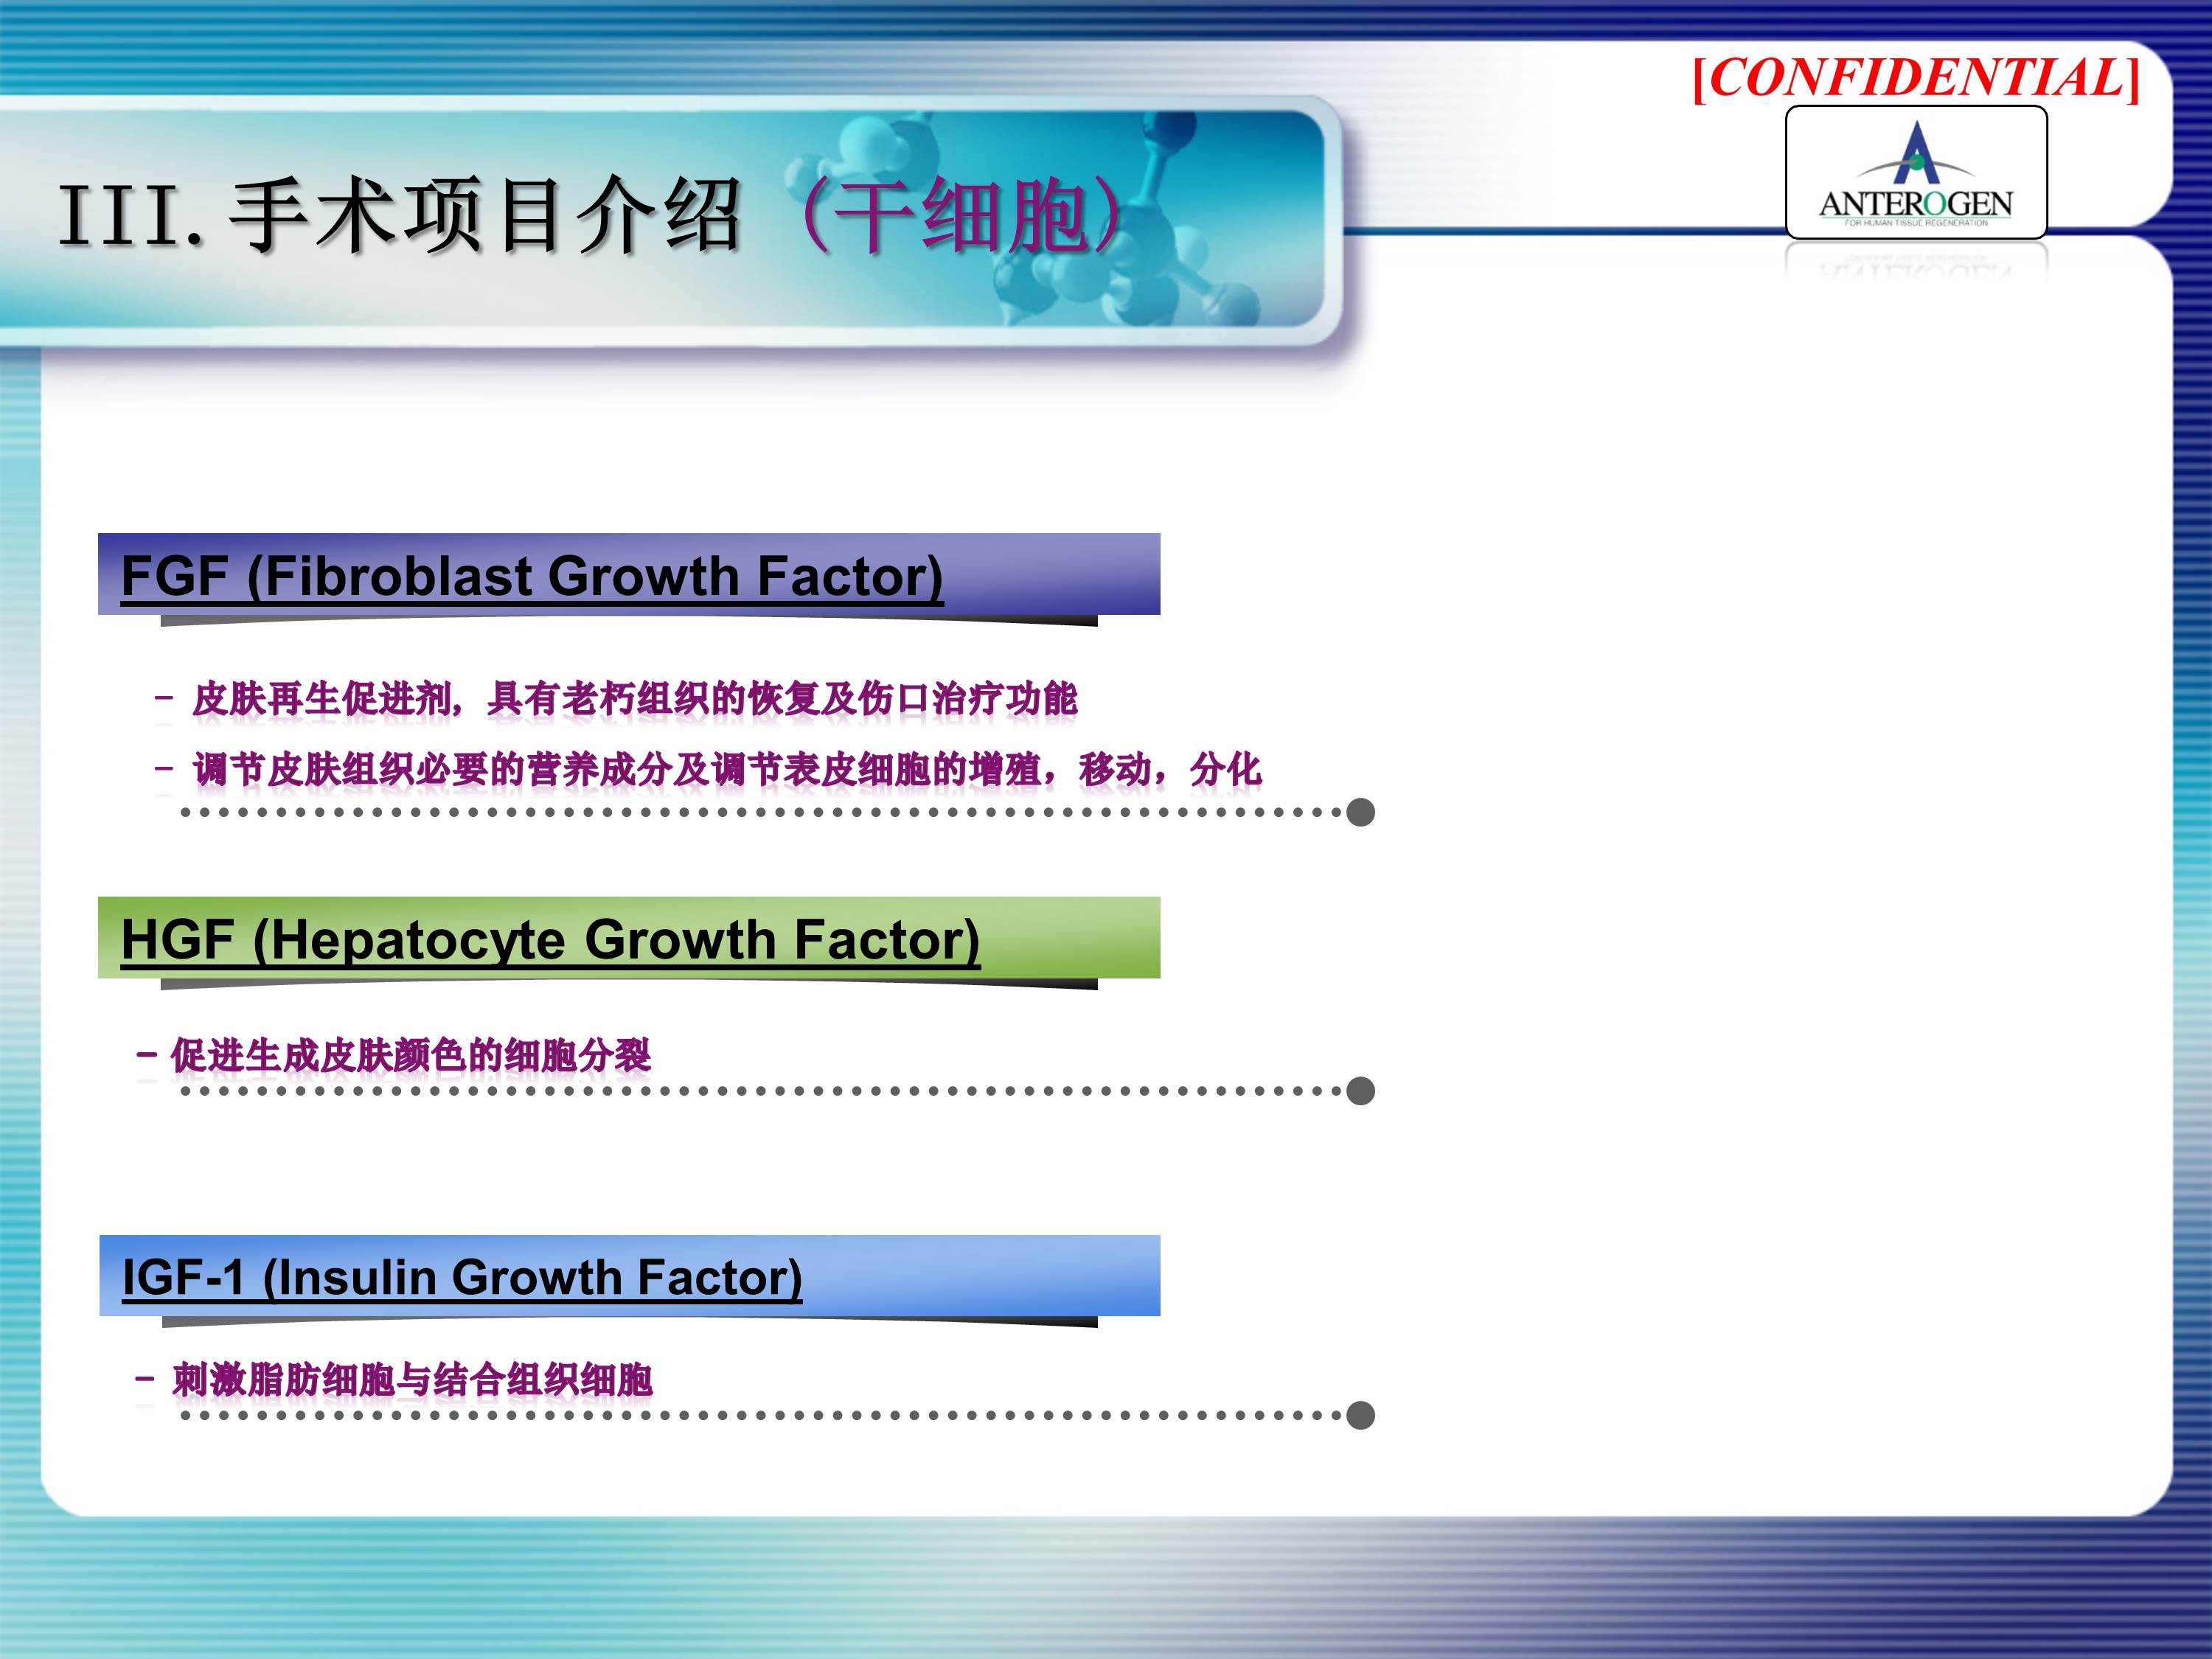 [CONFIDENTIAL]
ANTEROGEN
FOR HUMAN TISSUE REGENERATION
III.手术项目介绍 (干细胞)
FGF (Fibroblast Growth Factor)
– 皮肤再生促进剂, 具有老朽组织的恢复及伤口治疗功能
– 调节皮肤组织必要的营养成分及调节表皮细胞的增殖，移动，分化
HGF (Hepatocyte Growth Factor)
– 促进生成皮肤颜色的细胞分裂
IGF-1 (Insulin Growth Factor)
– 刺激脂肪细胞与结合组织细胞